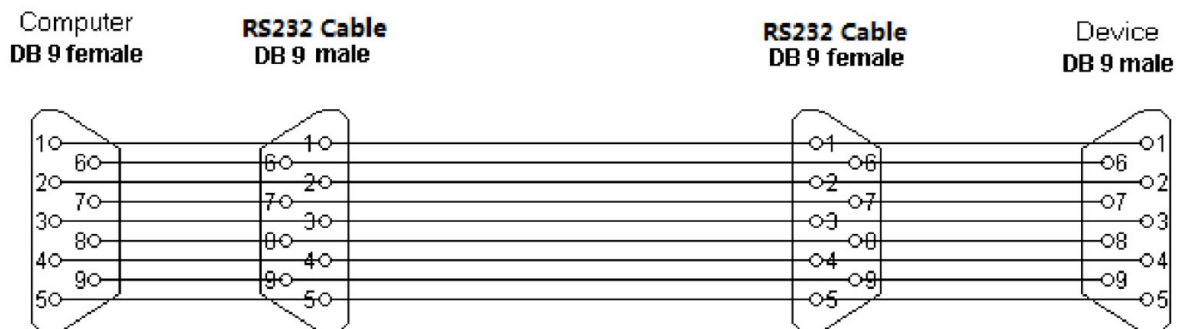 Computer
DB 9 female
RS232 Cable
DB 9 male
RS232 Cable
DB 9 female
Device
DB 9 male
1 1 1 1
6 6 6 6
2 2 2 2
7 7 7 7
3 3 3 3
8 8 8 8
4 4 4 4
9 9 9 9
5 5 5 5